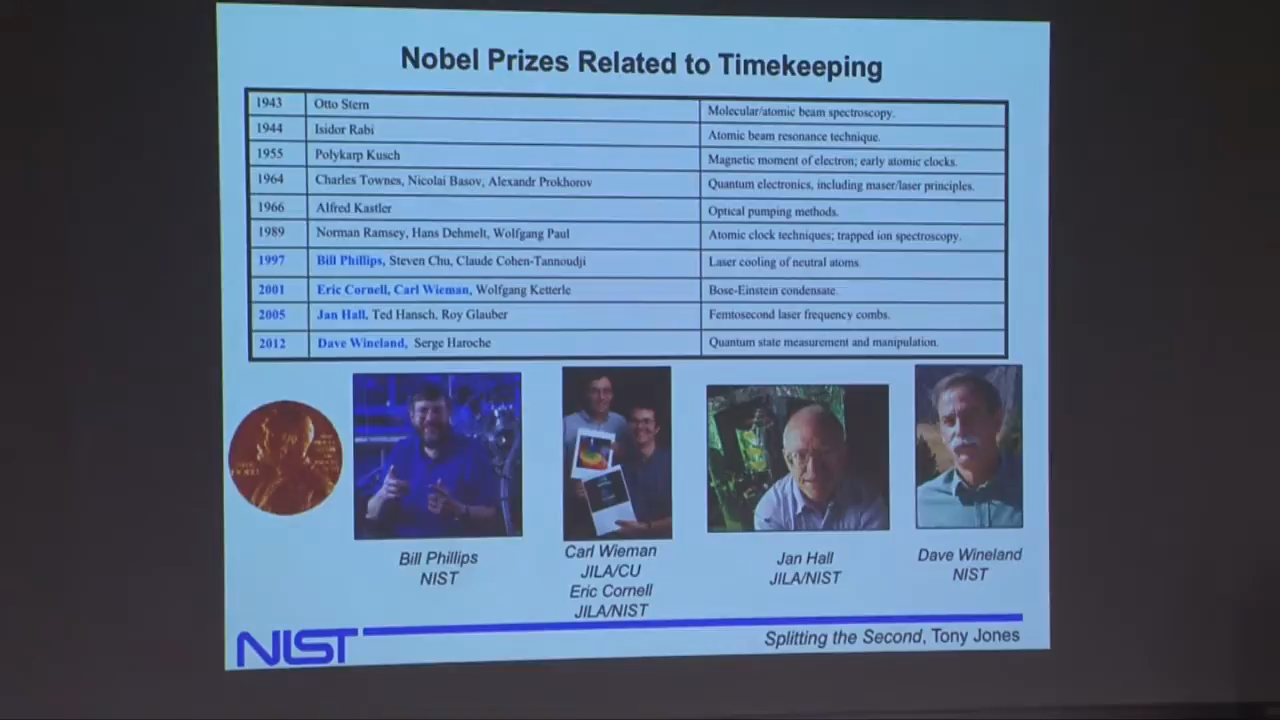 Nobel Prizes Related to Timekeeping
1943 Otto Stern Molecular/atomic beam spectroscopy.
1944 Isidor Rabi Atomic beam resonance technique.
1955 Polykarp Kusch Magnetic moment of electron; early atomic clocks.
1964 Charles Townes, Nicolai Basov, Alexandr Prokhorov Quantum electronics, including maser/laser principles.
1966 Alfred Kastler Optical pumping methods.
1989 Norman Ramsey, Hans Dehmelt, Wolfgang Paul Atomic clock techniques; trapped ion spectroscopy.
1997 Bill Phillips, Steven Chu, Claude Cohen-Tannoudji Laser cooling of neutral atoms.
2001 Eric Cornell, Carl Wieman, Wolfgang Ketterle Bose-Einstein condensate.
2005 Jan Hall, Ted Hansch, Roy Glauber Femtosecond laser frequency combs.
2012 Dave Wineland, Serge Haroche Quantum state measurement and manipulation.
Bill Phillips
NIST
Carl Wieman
JILA/CU
Eric Cornell
JILA/NIST
Jan Hall
JILA/NIST
Dave Wineland
NIST
NIST
Splitting the Second, Tony Jones